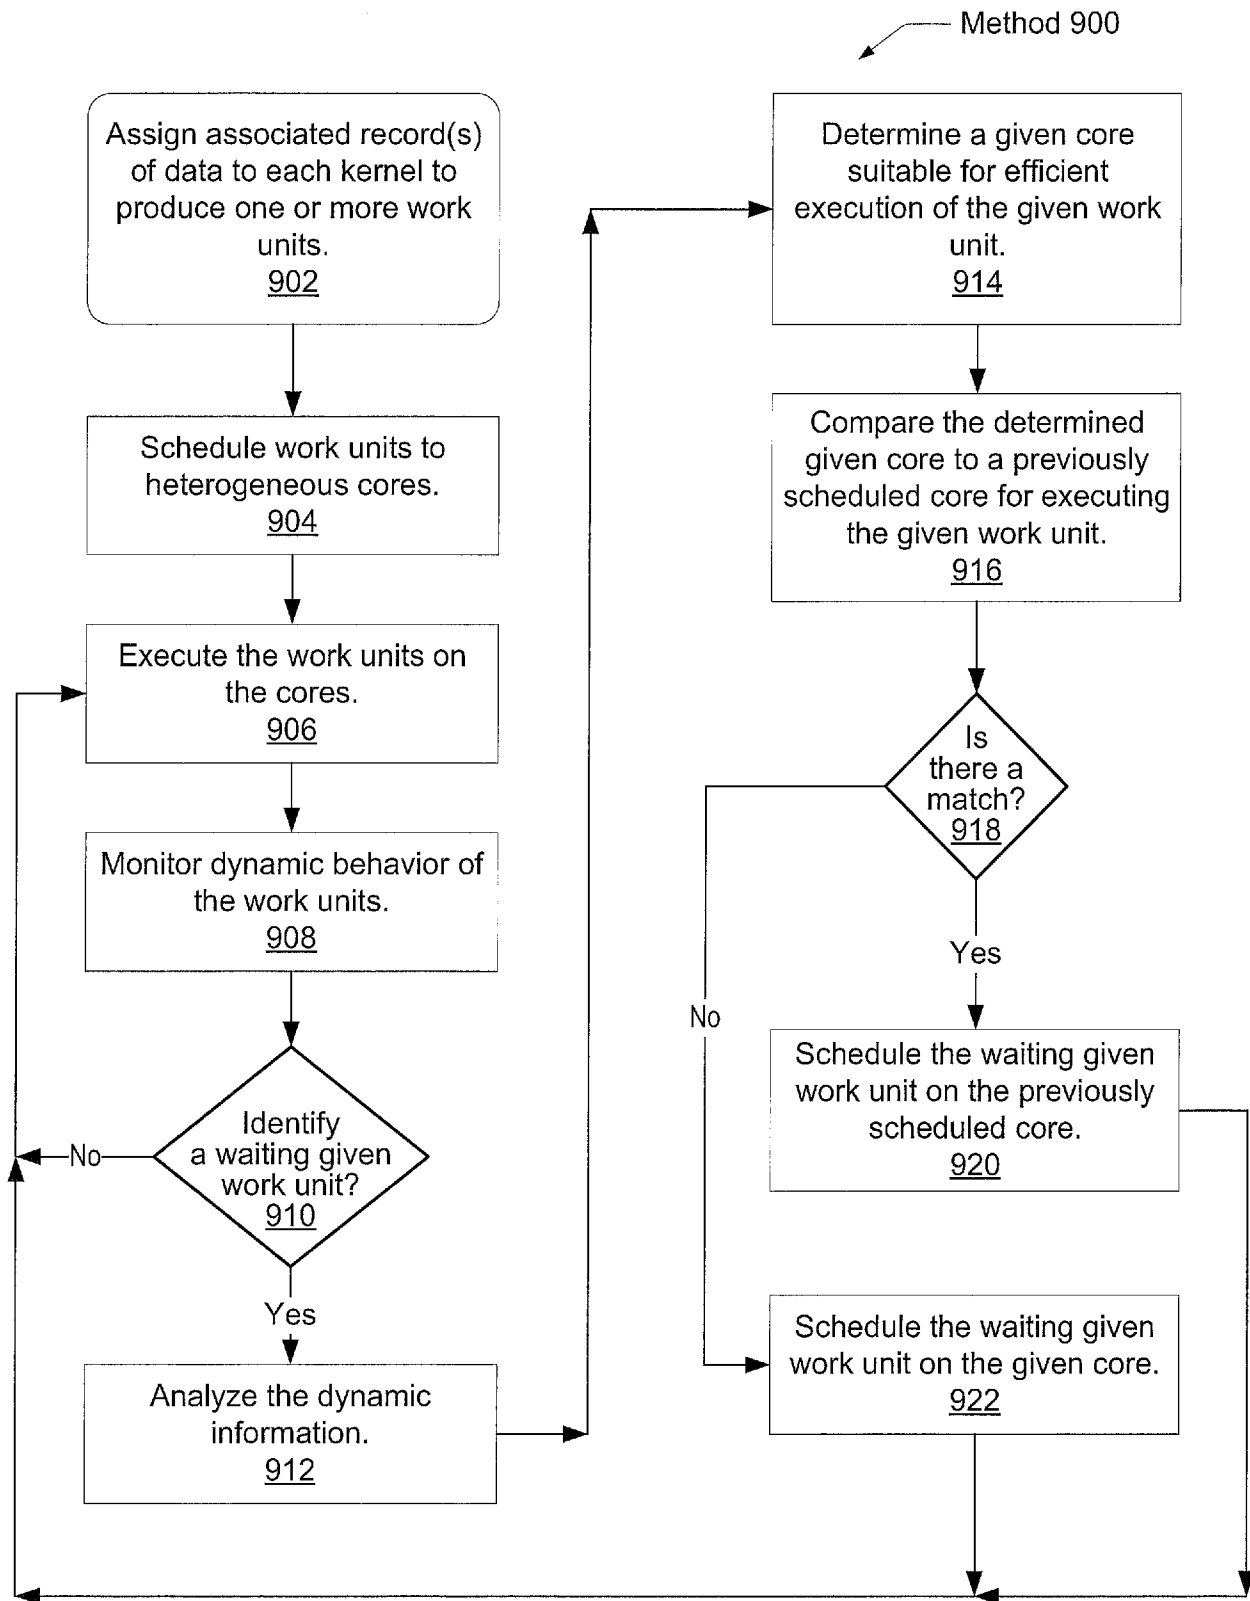 Method 900
Assign associated record(s)
of data to each kernel to
produce one or more work
units.
902
Schedule work units to
heterogeneous cores.
904
Execute the work units on
the cores.
906
Monitor dynamic behavior of
the work units.
908
Identify
a waiting given
work unit?
910
No
Yes
Analyze the dynamic
information.
912
Determine a given core
suitable for efficient
execution of the given work
unit.
914
Compare the determined
given core to a previously
scheduled core for executing
the given work unit.
916
Is
there a
match?
918
Yes
No
Schedule the waiting given
work unit on the previously
scheduled core.
920
Schedule the waiting given
work unit on the given core.
922